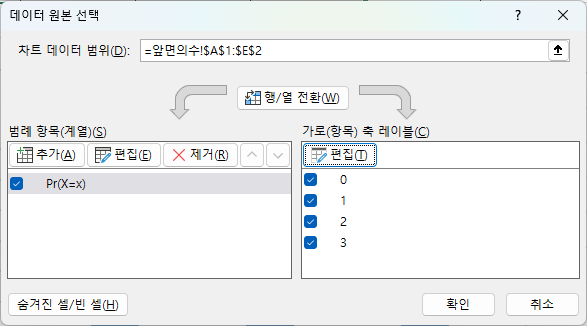 데이터 원본 선택
차트 데이터 범위(D): =앞면의수!$A$1:$E$2
행/열 전환(W)
범례 항목(계열)(S)
추가(A) 편집(E) 제거(R)
Pr(X=x)
가로(항목) 축 레이블(C)
편집(T)
0
1
2
3
숨겨진 셀/빈 셀(H)
확인 취소